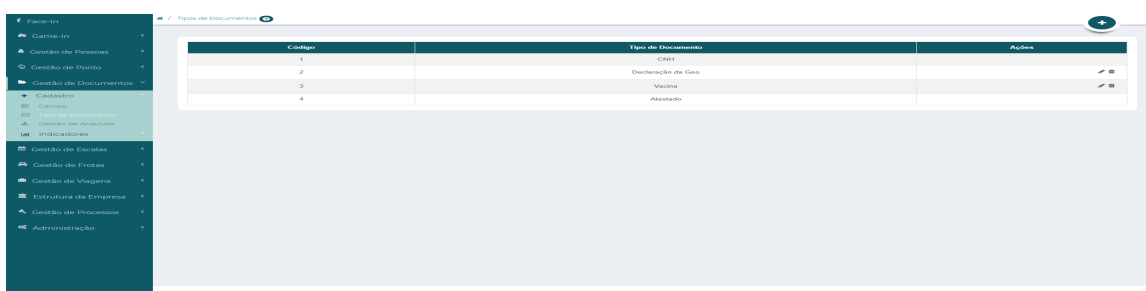 Face-In
Game-In
Gestão de Pessoas
Gestão de Ponto
Gestão de Documentos
Cadastro
Campo
Tipo de Documento
Gestão de Arquivos
Indicadores
Gestão de Escalas
Gestão de Frotas
Gestão de Viagens
Estrutura da Empresa
Gestão de Processos
Administração
/ Tipos de Documentos
+
Código Tipo de Documento Ações
1 CNH
2 Declaração da Geo
3 Vacina
4 Atestado